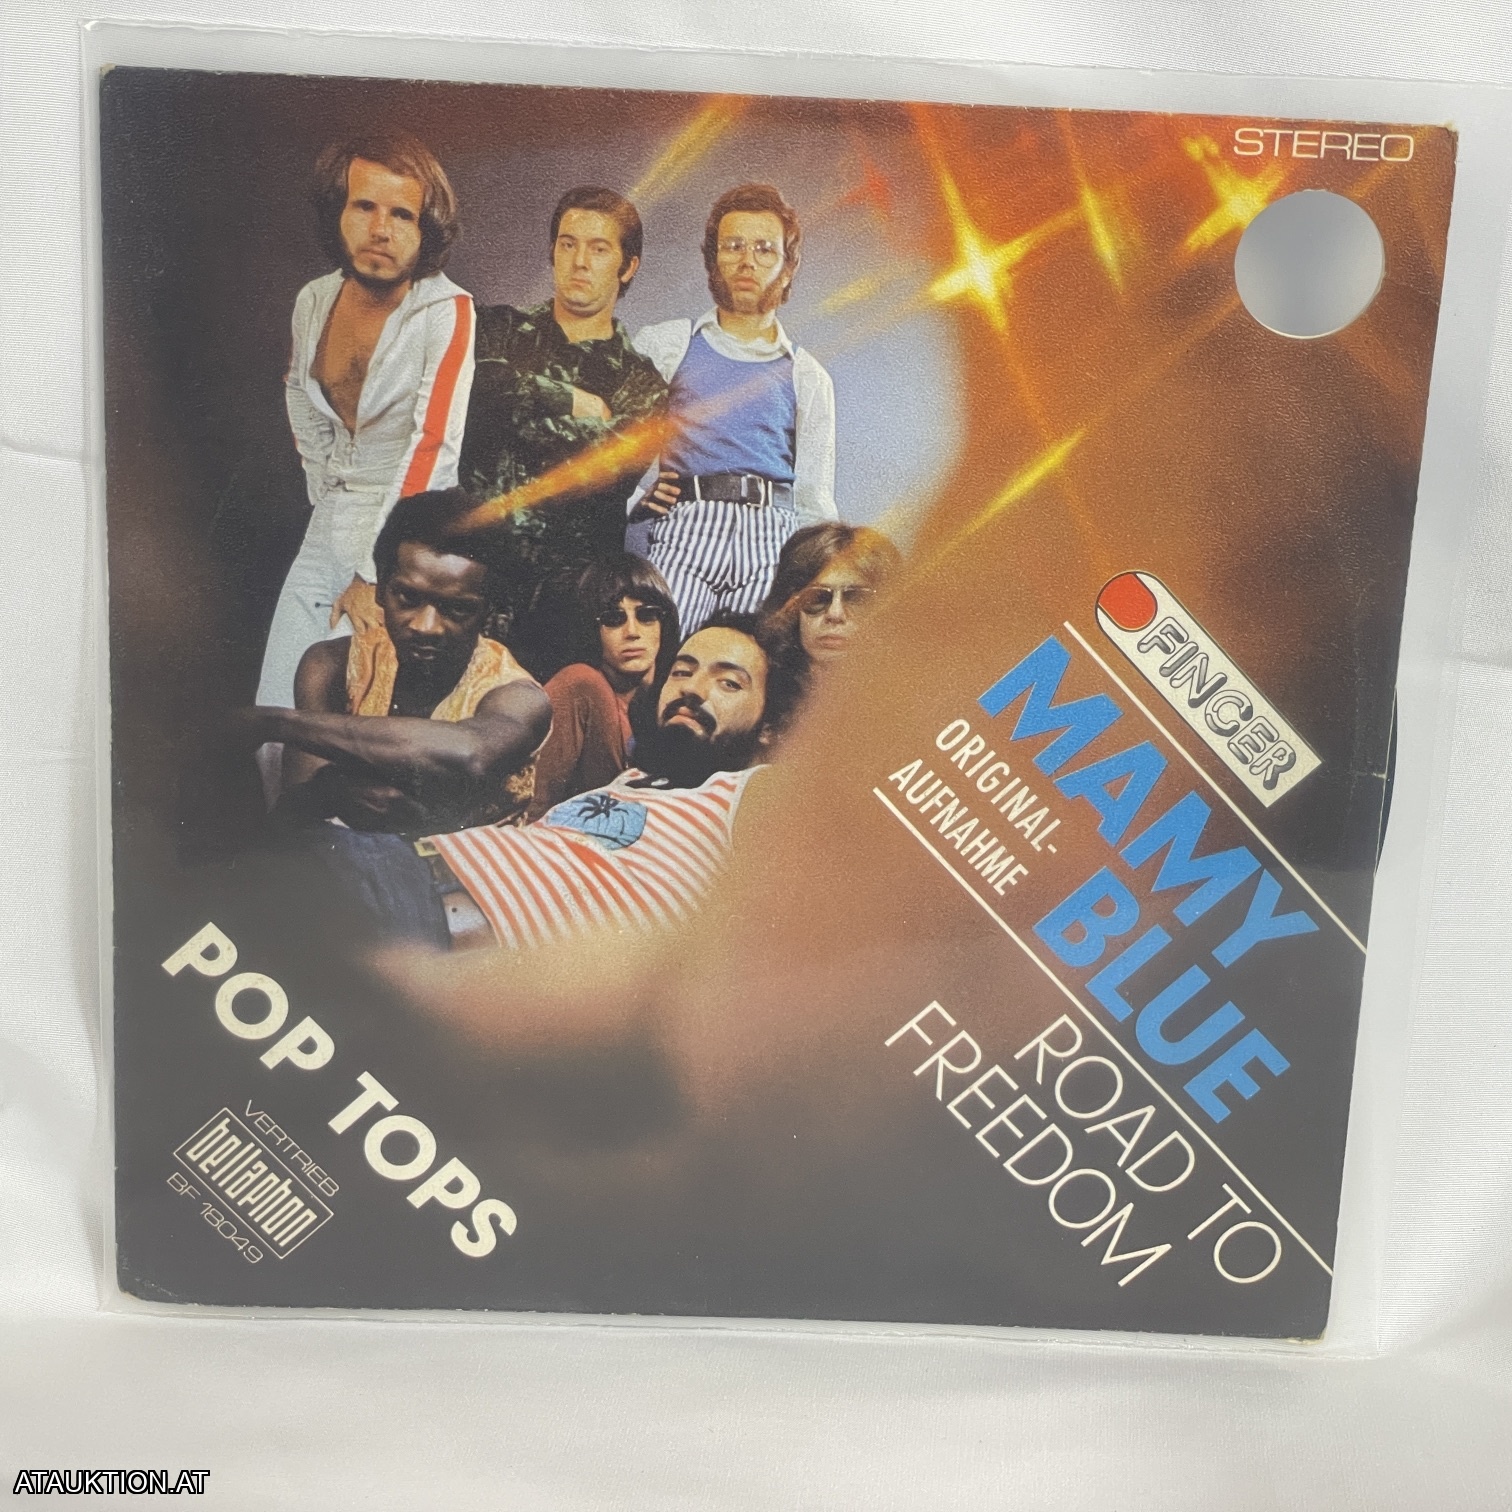 STEREO
FINGER
MAMY BLUE
ORIGINAL-
AUFNAHME
ROAD TO
FREEDOM
POP TOPS
VERTRIEB
bellaphon
BF 18049
ATAUKTION.AT